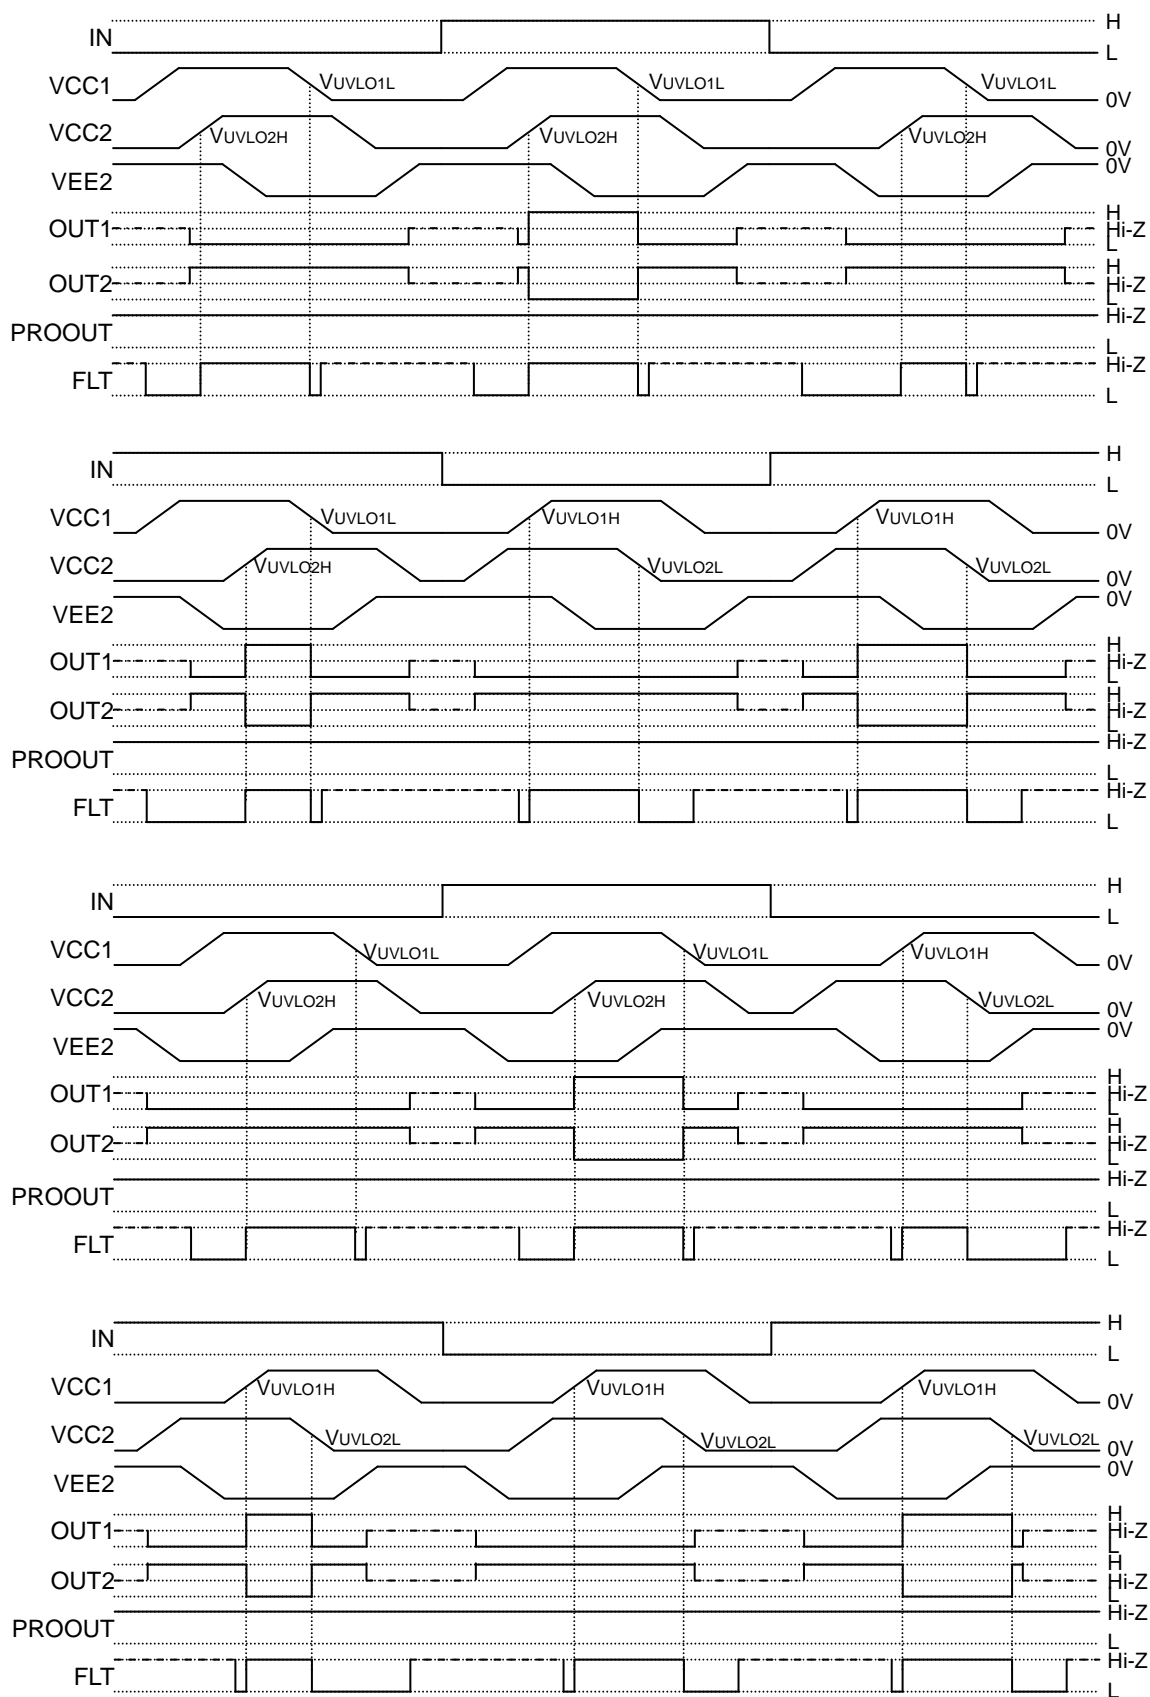 IN H
L
VCC1 VUVLO1L VUVLO1L VUVLO1L 0V
VCC2 VUVLO2H VUVLO2H VUVLO2H 0V
VEE2 0V
OUT1 H
Hi-Z
L
OUT2 H
Hi-Z
L
PROOUT Hi-Z
L
FLT Hi-Z
L
IN H
L
VCC1 VUVLO1L VUVLO1H VUVLO1H 0V
VCC2 VUVLO2H VUVLO2L VUVLO2L 0V
VEE2 0V
OUT1 H
Hi-Z
L
OUT2 H
Hi-Z
L
PROOUT Hi-Z
L
FLT Hi-Z
L
IN H
L
VCC1 VUVLO1L VUVLO1L VUVLO1H 0V
VCC2 VUVLO2H VUVLO2H VUVLO2L 0V
VEE2 0V
OUT1 H
Hi-Z
L
OUT2 H
Hi-Z
L
PROOUT Hi-Z
L
FLT Hi-Z
L
IN H
L
VCC1 VUVLO1H VUVLO1H VUVLO1H 0V
VCC2 VUVLO2L VUVLO2L VUVLO2L 0V
VEE2 0V
OUT1 H
Hi-Z
L
OUT2 H
Hi-Z
L
PROOUT Hi-Z
L
FLT Hi-Z
L